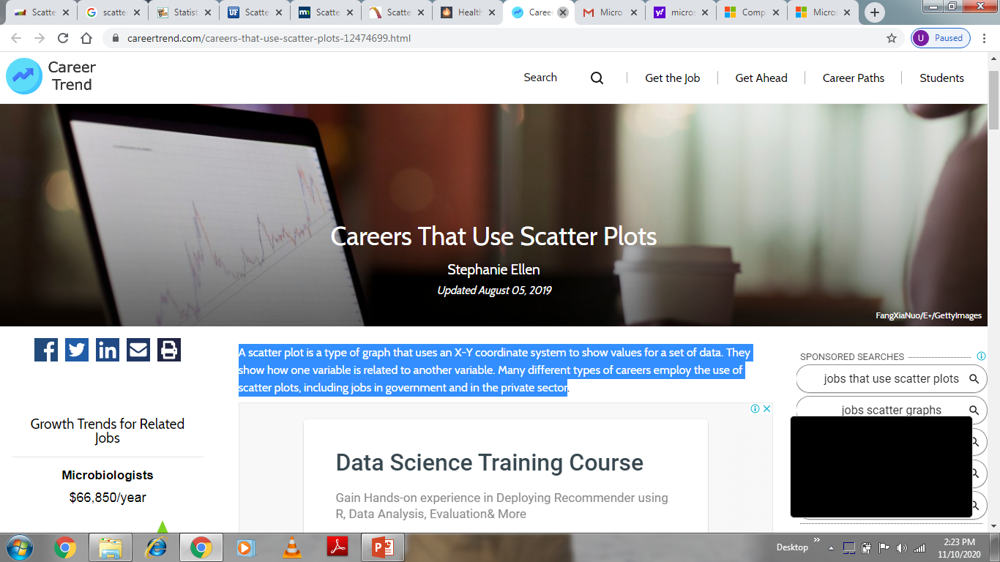 Scatte
scatte
Statist
Scatte
Scatte
Scatte
Health
Caree
Micro
micros
Comp
Micros
careertrend.com/careers-that-use-scatter-plots-12474699.html
U Paused
Career
Trend
Search
Get the Job
Get Ahead
Career Paths
Students
Careers That Use Scatter Plots
Stephanie Ellen
Updated August 05, 2019
FangXiaNuo/E+/GettyImages
A scatter plot is a type of graph that uses an X-Y coordinate system to show values for a set of data. They
show how one variable is related to another variable. Many different types of careers employ the use of
scatter plots, including jobs in government and in the private sector.
SPONSORED SEARCHES
jobs that use scatter plots
jobs scatter graphs
Growth Trends for Related
Jobs
Microbiologists
$66,850/year
Data Science Training Course
Gain Hands-on experience in Deploying Recommender using
R, Data Analysis, Evaluation& More
Desktop
2:23 PM
11/10/2020